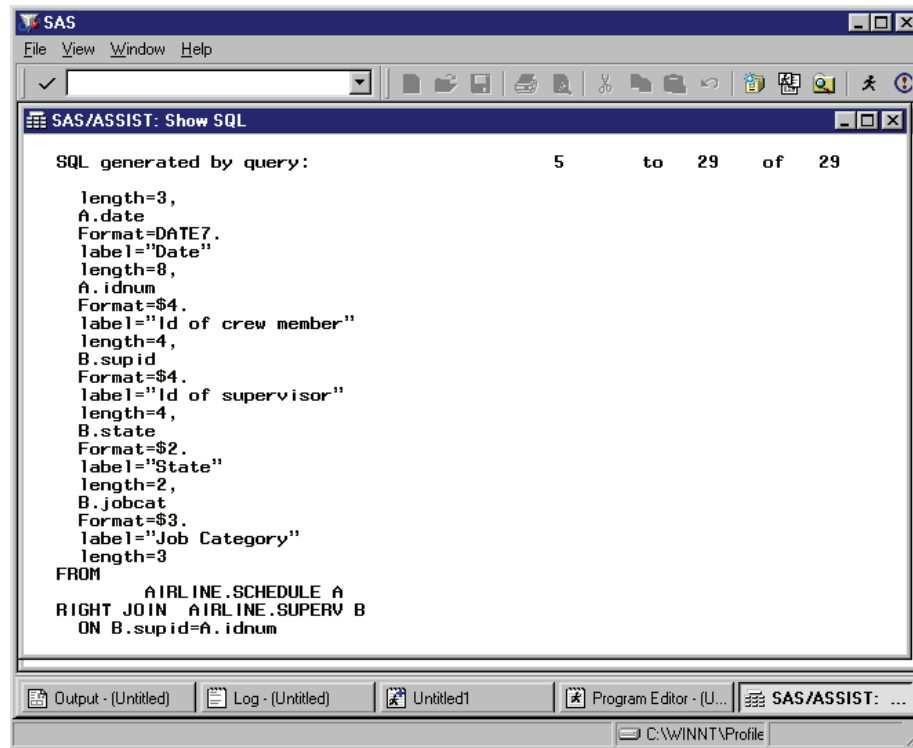 SAS
File View Window Help
SAS/ASSIST: Show SQL
SQL generated by query: 5 to 29 of 29
length=3,
A.date
Format=DATE7.
label="Date"
length=8,
A.idnum
Format=$4.
label="Id of crew member"
length=4,
B.supid
Format=$4.
label="Id of supervisor"
length=4,
B.state
Format=$2.
label="State"
length=2,
B.jobcat
Format=$3.
label="Job Category"
length=3
FROM
AIRLINE.SCHEDULE A
RIGHT JOIN AIRLINE.SUPERV B
ON B.supid=A.idnum
Output - (Untitled) Log - (Untitled) Untitled1 Program Editor - (U... SAS/ASSIST: ...
C:\WINNT\Profile